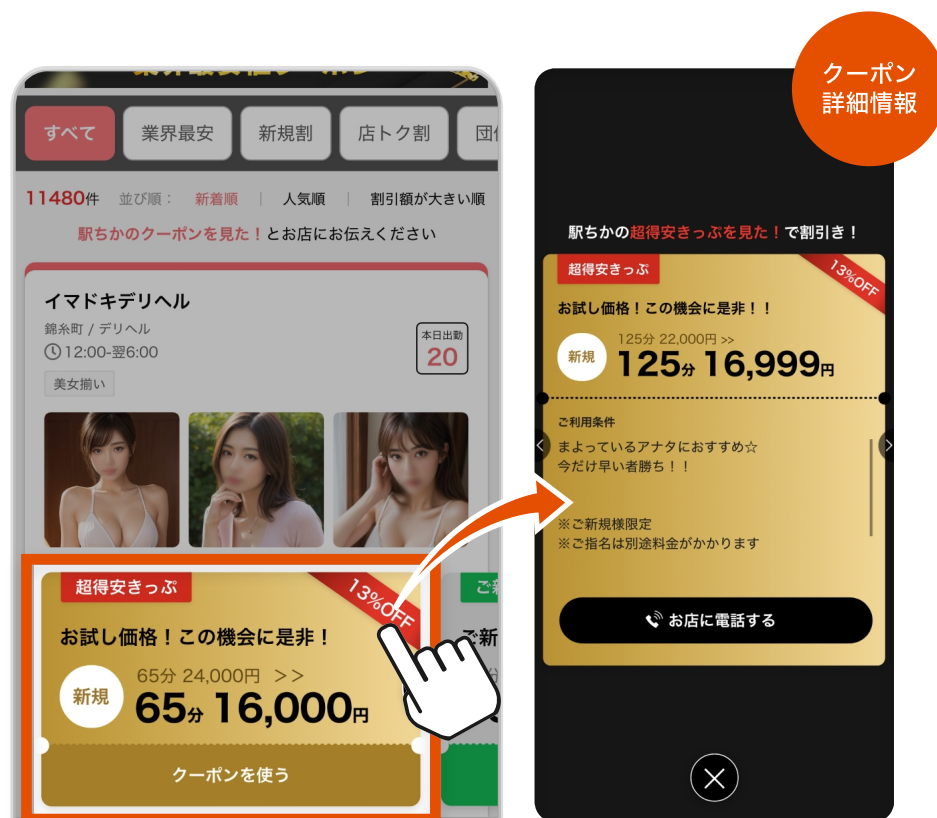 クーポン
詳細情報
すべて
業界最安
新規割
店トク割
11480件 並び順： 新着順 | 人気順 | 割引額が大きい順
駅ちかのクーポンを見た！とお店にお伝えください
イマドキデリヘル
錦糸町 / デリヘル
12:00-翌6:00
美女揃い
本日出勤
20
超得安きっぷ
13%OFF
お試し価格！この機会に是非！
新規
65分 24,000円 >>
65分 16,000円
クーポンを使う
駅ちかの超得安きっぷを見た！で割引き！
超得安きっぷ
13%OFF
お試し価格！この機会に是非！！
新規
125分 22,000円 >>
125分 16,999円
ご利用条件
まよっているアナタにおすすめ☆
今だけ早い者勝ち！！
※ご新規様限定
※ご指名は別途料金がかかります
お店に電話する